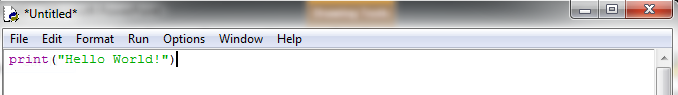 *Untitled*
File Edit Format Run Options Window Help
print("Hello World!")